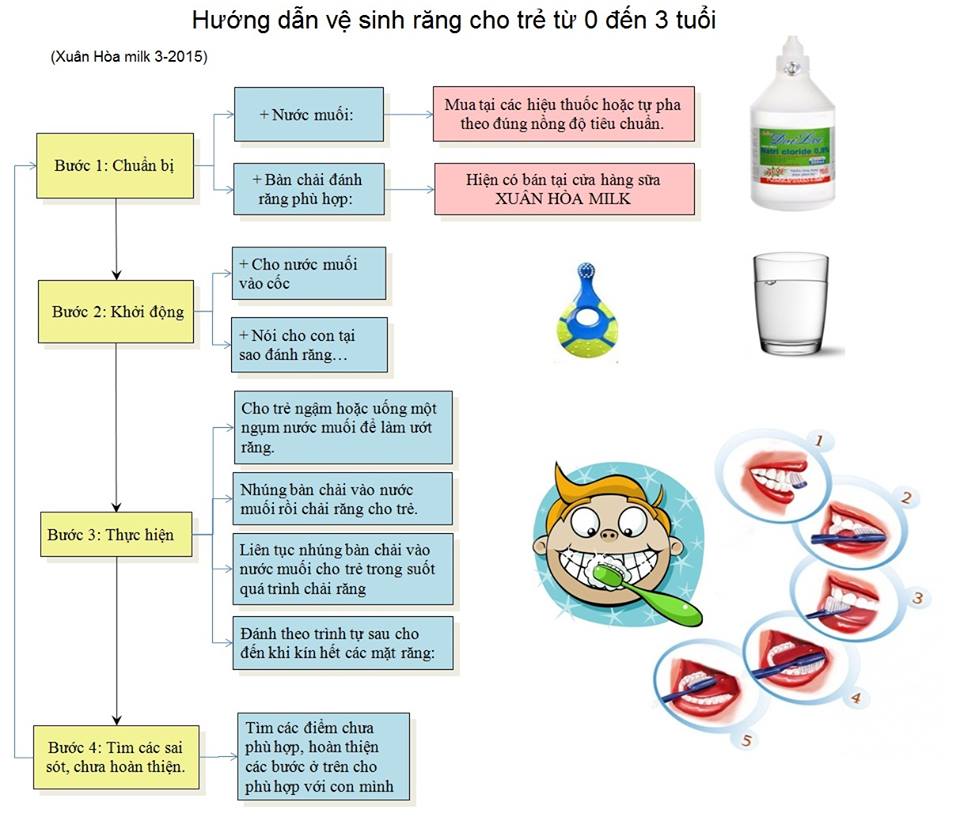 Hướng dẫn vệ sinh răng cho trẻ từ 0 đến 3 tuổi
(Xuân Hòa milk 3-2015)
Bước 1: Chuẩn bị
+ Nước muối:
Mua tại các hiệu thuốc hoặc tự pha
theo đúng nồng độ tiêu chuẩn.
+ Bàn chải đánh
răng phù hợp:
Hiện có bán tại cửa hàng sữa
XUÂN HÒA MILK
Natri cloride 0,9%
Bước 2: Khởi động
+ Cho nước muối
vào cốc
+ Nói cho con tại
sao đánh răng…
Bước 3: Thực hiện
Cho trẻ ngậm hoặc uống một
ngụm nước muối để làm ướt
răng.
Nhúng bàn chải vào nước
muối rồi chải răng cho trẻ.
Liên tục nhúng bàn chải vào
nước muối cho trẻ trong suốt
quá trình chải răng
Đánh theo trình tự sau cho
đến khi kín hết các mặt răng:
1
2
3
4
5
Bước 4: Tìm các sai
sót, chưa hoàn thiện.
Tìm các điểm chưa
phù hợp, hoàn thiện
các bước ở trên cho
phù hợp với con mình